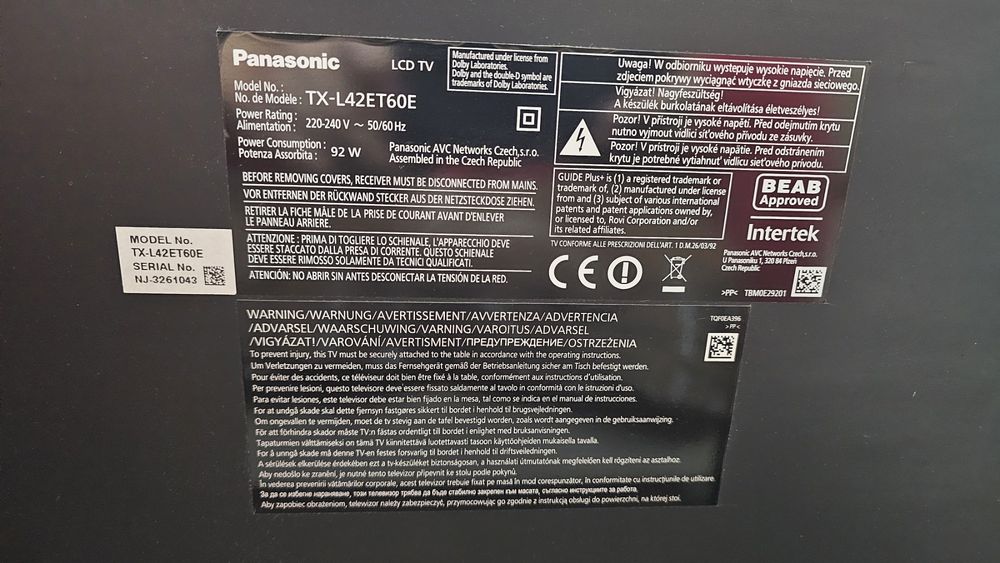 Panasonic
LCD TV
Manufactured under license from
Dolby Laboratories.
Dolby and the double-D symbol are
trademarks of Dolby Laboratories.
Model No. :
No. de Modèle : TX-L42ET60E
Power Rating :
Alimentation : 220-240 V ~ 50/60 Hz
Power Consumption :
Potenza Assorbita : 92 W
Panasonic AVC Networks Czech,s.r.o.
Assembled in the Czech Republic
BEFORE REMOVING COVERS, RECEIVER MUST BE DISCONNECTED FROM MAINS.
VOR ENTFERNEN DER RÜCKWAND STECKER AUS DER NETZSTECKDOSE ZIEHEN.
RETIRER LA FICHE MÂLE DE LA PRISE DE COURANT AVANT D'ENLEVER
LE PANNEAU ARRIERE.
ATTENZIONE : PRIMA DI TOGLIERE LO SCHIENALE, L'APPARECCHIO DEVE
ESSERE STACCATO DALLA PRESA DI CORRENTE. QUESTO SCHIENALE
DEVE ESSERE RIMOSSO SOLAMENTE DA TECNICI QUALIFICATI.
ATENCIÓN: NO ABRIR SIN ANTES DESCONECTAR LA TENSIÓN DE LA RED.
Uwaga! W odbiorniku wystepuje wysokie napięcie. Przed
zdjęciem pokrywy wyciągnąć wtyczkę z gniazda sieciowego.
Vigyázat! Nagyfeszültség!
A készülék burkolatának eltávolítása életveszélyes!
Pozor! V přístroji je vysoké napětí. Před odejmutím krytu
nutno vyjmout vidlici síťového přívodu ze zásuvky.
Pozor! V prístroji je vysoké napätie. Pred odstránením
krytu je potrebné vytiahnuť vidlicu sieťového prívodu.
GUIDE Plus+ is (1) a registered trademark or
trademark of, (2) manufactured under license
from and (3) subject of various international
patents and patent applications owned by,
or licensed to, Rovi Corporation and/or
its related affiliates.
TV CONFORME ALLE PRESCRIZIONI DELL'ART. 1 D.M.26/03/92
BEAB
Approved
Intertek
CE
Panasonic AVC Networks Czech,s.r.o.
U Panasoniku 1, 320 84 Plzeň
Czech Republic
>PP< TBM0E29201
MODEL No.
TX-L42ET60E
SERIAL No.
NJ-3261043
WARNING/WARNUNG/AVERTISSEMENT/AVVERTENZA/ADVERTENCIA
/ADVARSEL/WAARSCHUWING/VARNING/VAROITUS/ADVARSEL
/VIGYÁZAT!/VAROVÁNÍ/AVERTISMENT/ПРЕДУПРЕЖДЕНИЕ/OSTRZEŻENIA
TQF0EA396
>PP<
To prevent injury, this TV must be securely attached to the table in accordance with the operating instructions.
Um Verletzungen zu vermeiden, muss das Fernsehgerät gemäß der Betriebsanleitung sicher am Tisch befestigt werden.
Pour éviter des accidents, ce téléviseur doit bien être fixé à la table, conformément aux instructions d'utilisation.
Per prevenire lesioni, questo televisore deve essere fissato saldamente al tavolo in conformità con le istruzioni d'uso.
Para evitar lesiones, este televisor debe estar bien fijado en la mesa, tal como se indica en el manual de instrucciones.
For at undgå skade skal dette fjernsyn fastgøres sikkert til bordet i henhold til brugsvejledningen.
Om ongevallen te vermijden, moet de tv stevig aan de tafel bevestigd worden, zoals wordt aangegeven in de gebruiksaanwijzing.
För att förhindra skador måste TV:n fästas ordentligt till bordet i enlighet med bruksanvisningen.
Tapaturmien välttämiseksi on tämä TV kiinnitettävä luotettavasti tasoon käyttöohjeiden mukaisella tavalla.
For å unngå skade må denne TV-en festes forsvarlig til bordet i henhold til driftsveiledningen.
A sérülések elkerülése érdekében ezt a tv-készüléket biztonságosan, a használati útmutatónak megfelelően kell rögzíteni az asztalhoz.
Aby nedošlo ke zranění, je nutné tento televizor připevnit ke stolu podle pokynů.
În vederea prevenirii vătămărilor corporale, acest televizor trebuie fixat pe masă în mod corespunzător, în conformitate cu instrucțiunile de utilizare.
За да се избегне нараняване, този телевизор трябва да бъде стабилно закрепен към масата, съгласно инструкциите за работа.
Aby zapobiec obrażeniom, telewizor należy zabezpieczyć, przymocowując go zgodnie z instrukcją obsługi do powierzchni, na której stoi.